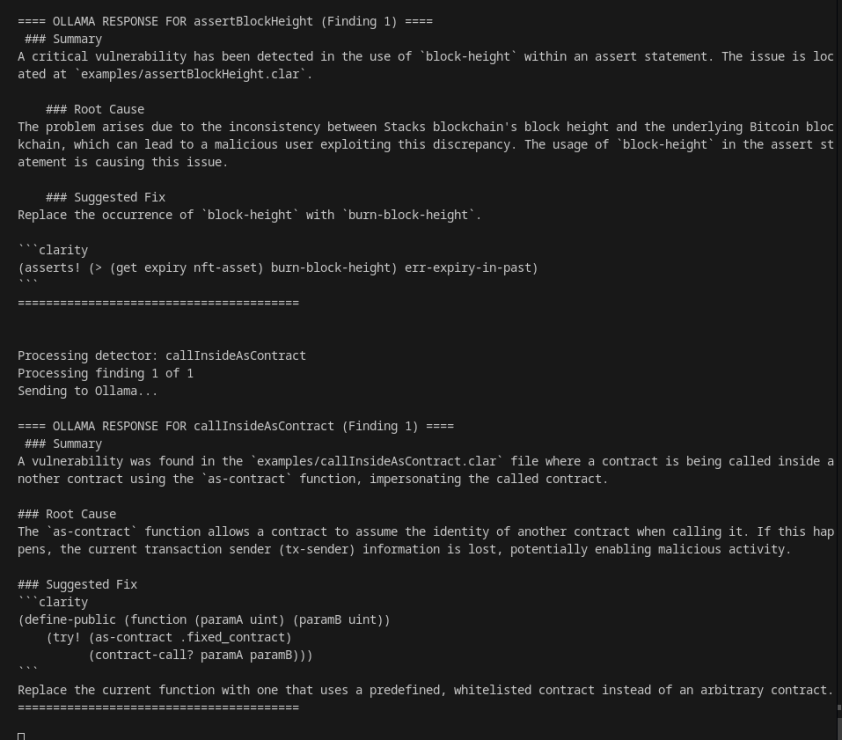 ==== OLLAMA RESPONSE FOR assertBlockHeight (Finding 1) ====
 ### Summary
A critical vulnerability has been detected in the use of `block-height` within an assert statement. The issue is loc
ated at `examples/assertBlockHeight.clar`.

    ### Root Cause
The problem arises due to the inconsistency between Stacks blockchain's block height and the underlying Bitcoin bloc
kchain, which can lead to a malicious user exploiting this discrepancy. The usage of `block-height` in the assert st
atement is causing this issue.

    ### Suggested Fix
Replace the occurrence of `block-height` with `burn-block-height`.

```clarity
(asserts! (> (get expiry nft-asset) burn-block-height) err-expiry-in-past)
```
========================================

Processing detector: callInsideAsContract
Processing finding 1 of 1
Sending to Ollama...

==== OLLAMA RESPONSE FOR callInsideAsContract (Finding 1) ====
 ### Summary
A vulnerability was found in the `examples/callInsideAsContract.clar` file where a contract is being called inside a
nother contract using the `as-contract` function, impersonating the called contract.

### Root Cause
The `as-contract` function allows a contract to assume the identity of another contract when calling it. If this hap
pens, the current transaction sender (tx-sender) information is lost, potentially enabling malicious activity.

### Suggested Fix
```clarity
(define-public (function (paramA uint) (paramB uint))
    (try! (as-contract .fixed_contract)
          (contract-call? paramA paramB)))
```
Replace the current function with one that uses a predefined, whitelisted contract instead of an arbitrary contract.
========================================